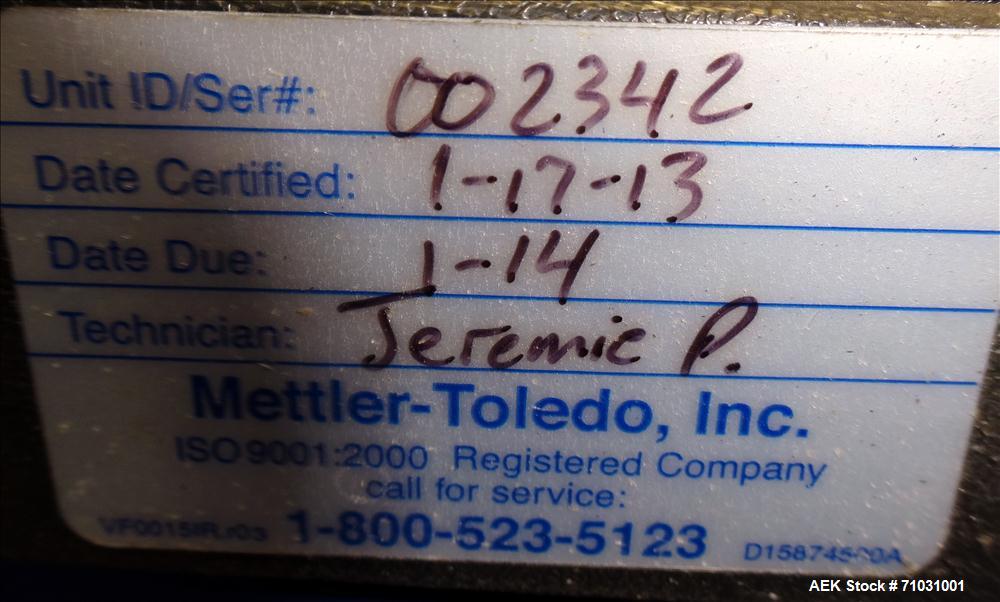 Unit ID/Ser#: 002342
Date Certified: 1-17-13
Date Due: 1-14
Technician: Jeremie P.
Mettler-Toledo, Inc.
ISO 9001:2000 Registered Company
call for service:
1-800-523-5123
AEK Stock # 71031001